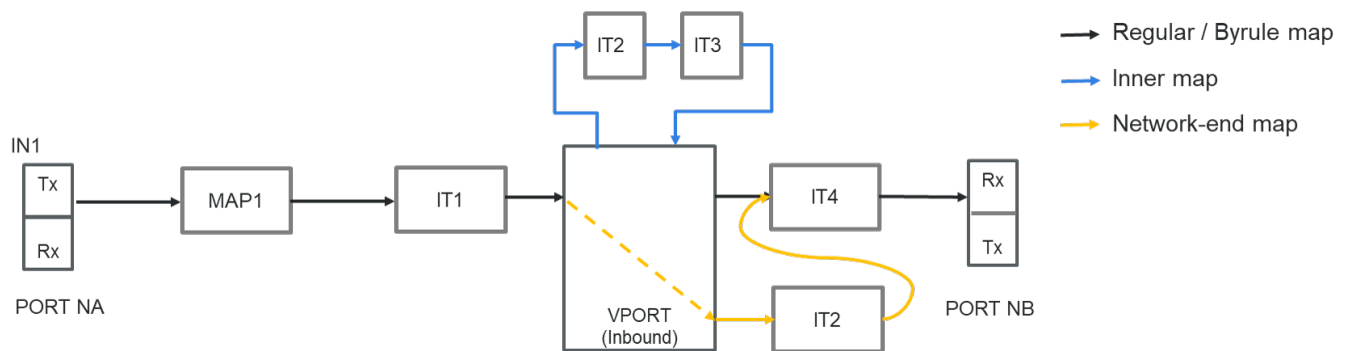 IT2
IT3
Regular / Byrule map
Inner map
Network-end map
IN1
Tx
Rx
PORT NA
MAP1
IT1
VPORT
(Inbound)
IT4
IT2
Rx
Tx
PORT NB